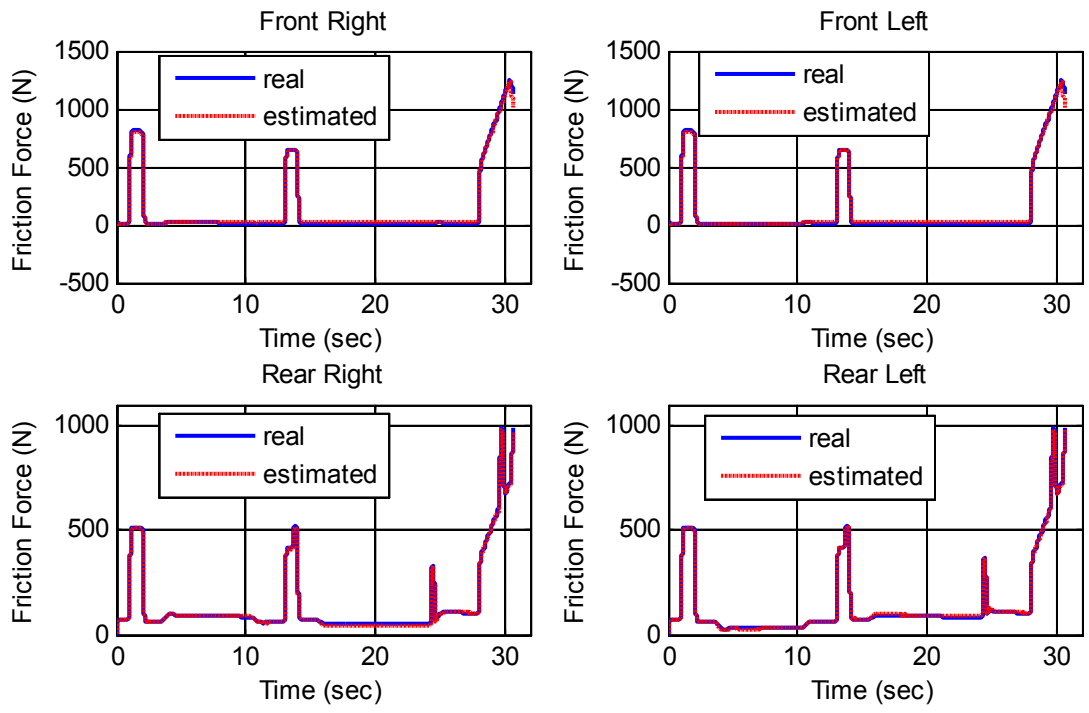 Front Right
Friction Force (N)
1500
1000
500
0
-500
real
estimated
0
10
20
30
Time (sec)
Front Left
Friction Force (N)
1500
1000
500
0
-500
real
estimated
0
10
20
30
Time (sec)
Rear Right
Friction Force (N)
1000
500
0
real
estimated
0
10
20
30
Time (sec)
Rear Left
Friction Force (N)
1000
500
0
real
estimated
0
10
20
30
Time (sec)